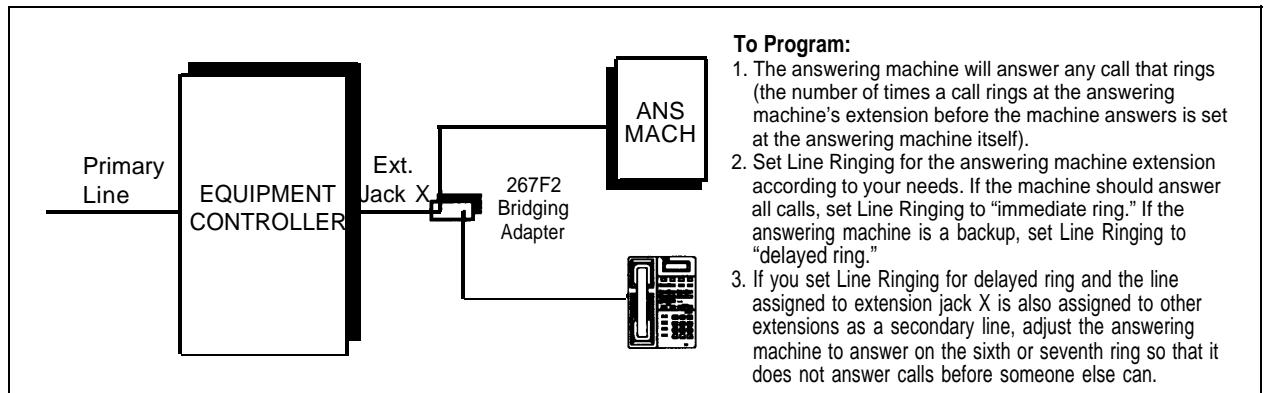 Primary
Line
EQUIPMENT
CONTROLLER
Ext.
Jack X
267F2
Bridging
Adapter
ANS
MACH
To Program:
1. The answering machine will answer any call that rings
(the number of times a call rings at the answering
machine's extension before the machine answers is set
at the answering machine itself).
2. Set Line Ringing for the answering machine extension
according to your needs. If the machine should answer
all calls, set Line Ringing to “immediate ring.” If the
answering machine is a backup, set Line Ringing to
“delayed ring.”
3. If you set Line Ringing for delayed ring and the line
assigned to extension jack X is also assigned to other
extensions as a secondary line, adjust the answering
machine to answer on the sixth or seventh ring so that it
does not answer calls before someone else can.